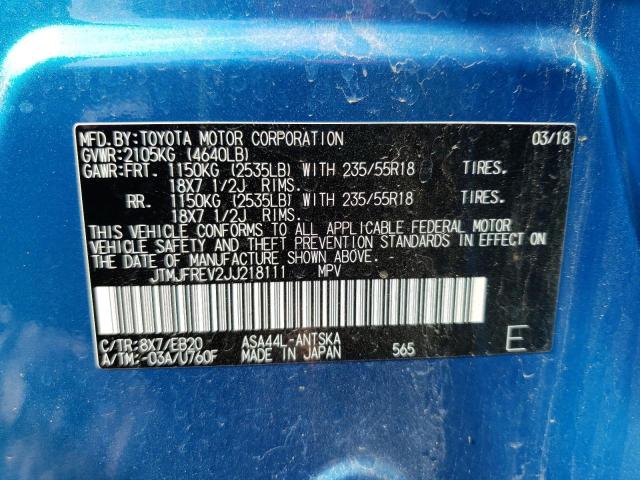 MFD.BY:TOYOTA MOTOR CORPORATION 03/18
GVWR:2105KG (4640LB)
GAWR:FRT. 1150KG (2535LB) WITH 235/55R18 TIRES.
18X7 1/2J RIMS.
RR. 1150KG (2535LB) WITH 235/55R18 TIRES.
18X7 1/2J RIMS.
THIS VEHICLE CONFORMS TO ALL APPLICABLE FEDERAL MOTOR
VEHICLE SAFETY AND THEFT PREVENTION STANDARDS IN EFFECT ON
THE DATE OF MANUFACTURE SHOWN ABOVE.
JTMJFREV2JJ218111 MPV
C/TR:8X7/EB20 ASA44L-ANTSKA
A/TM:-03A/U760F MADE IN JAPAN 565 E